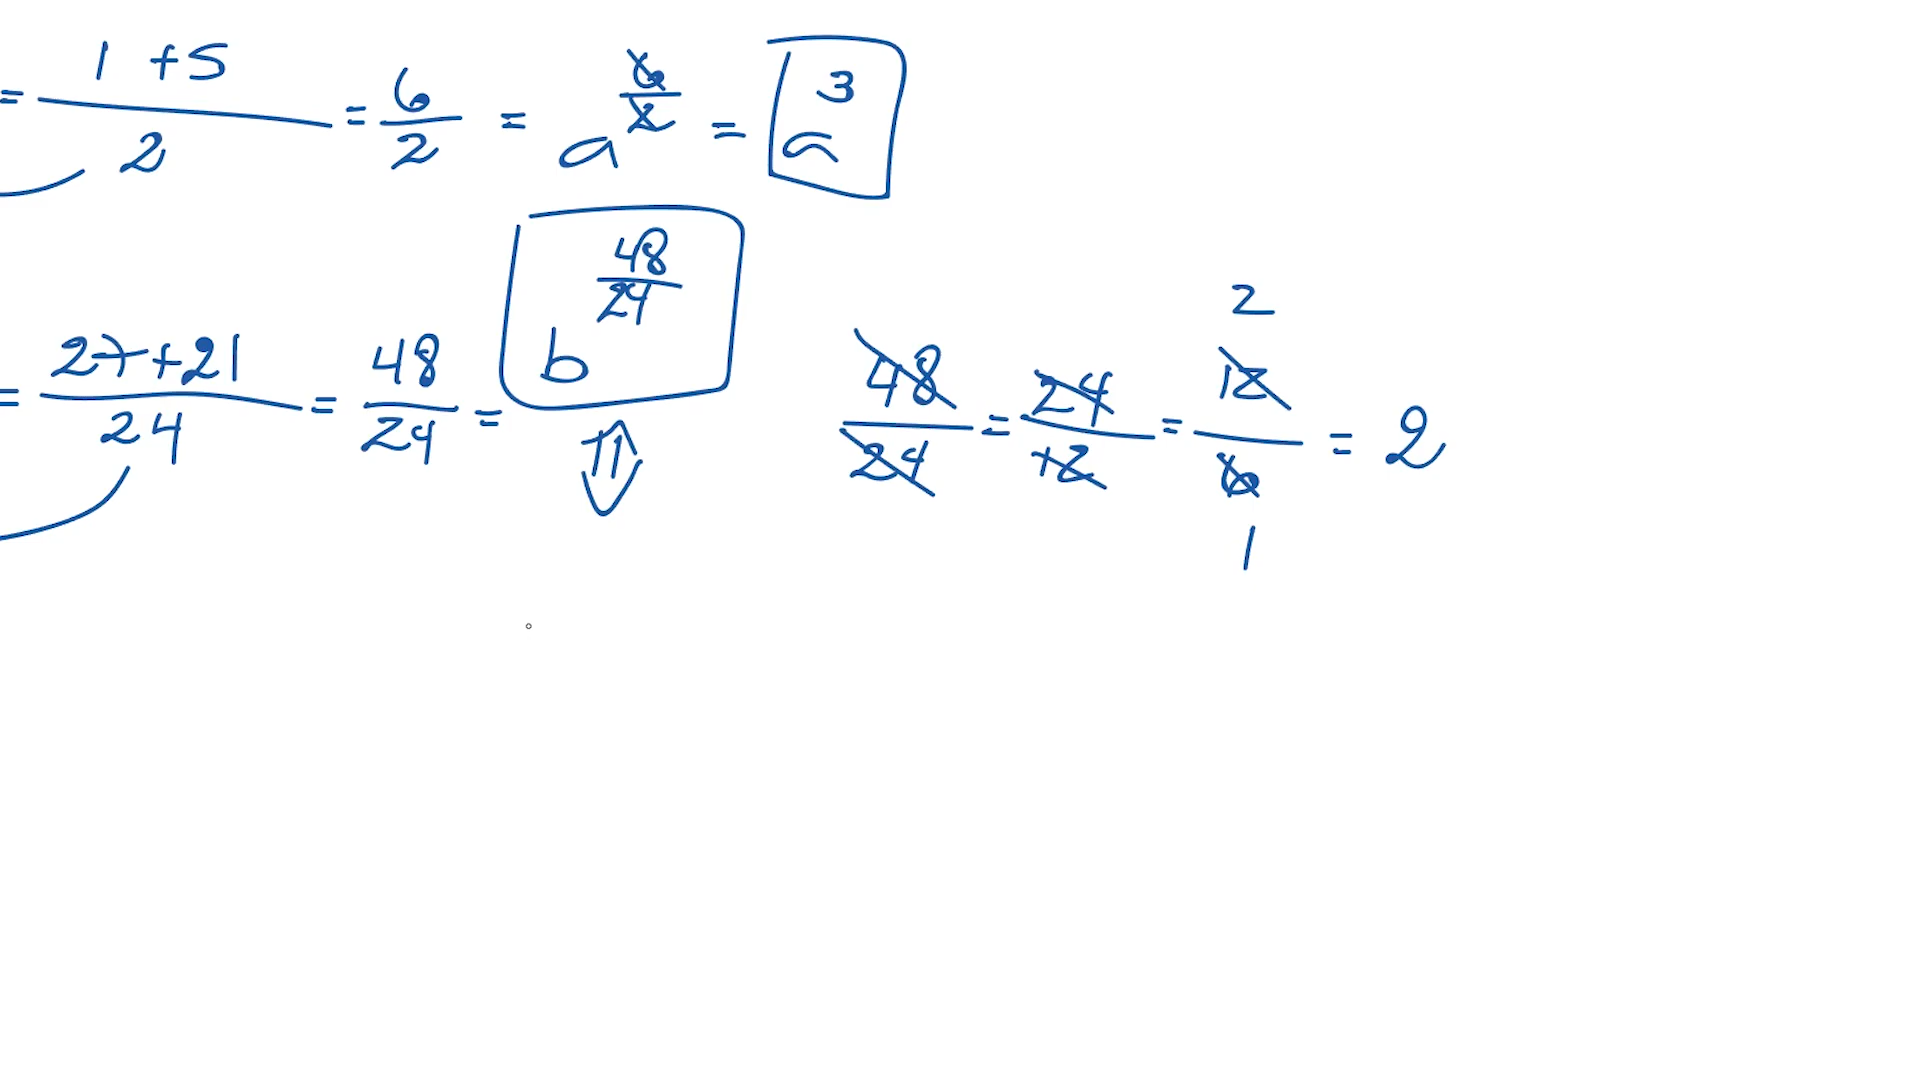 = (1 + 5)/2 = 6/2 = a^(6/2) = a^3
= (27 + 21)/24 = 48/24 = b^(48/24)
48/24 = 24/12 = 12/6 = 2
2
1